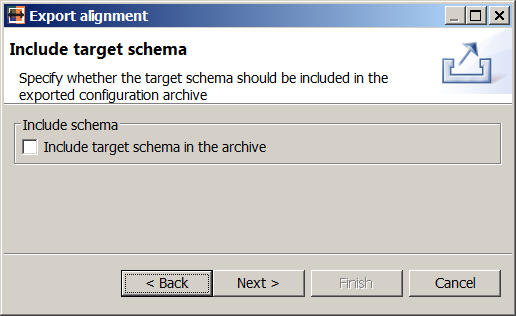 Export alignment
Include target schema
Specify whether the target schema should be included in the
exported configuration archive
Include schema
Include target schema in the archive
< Back
Next >
Finish
Cancel